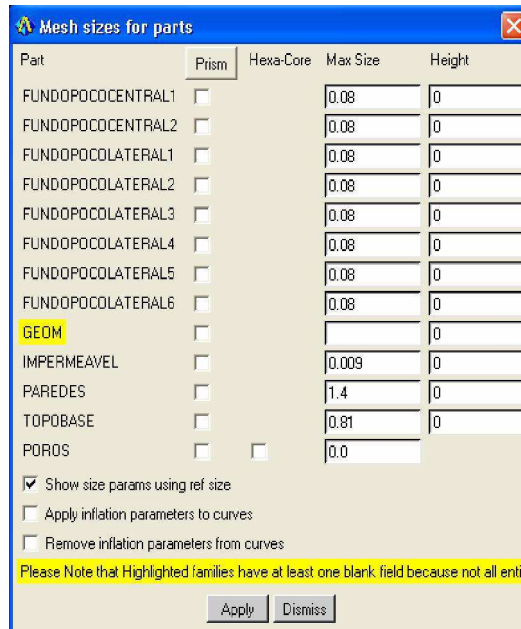 Mesh sizes for parts
Part Prism Hexa-Core Max Size Height
FUNDOPOCOCENTRAL1 0.08 0
FUNDOPOCOCENTRAL2 0.08 0
FUNDOPOCOLATERAL1 0.08 0
FUNDOPOCOLATERAL2 0.08 0
FUNDOPOCOLATERAL3 0.08 0
FUNDOPOCOLATERAL4 0.08 0
FUNDOPOCOLATERAL5 0.08 0
FUNDOPOCOLATERAL6 0.08 0
GEOM 0
IMPERMEAVEL 0.009 0
PAREDES 1.4 0
TOPOBASE 0.81 0
POROS 0.0
Show size params using ref size
Apply inflation parameters to curves
Remove inflation parameters from curves
Please Note that Highlighted families have at least one blank field because not all enti
Apply Dismiss